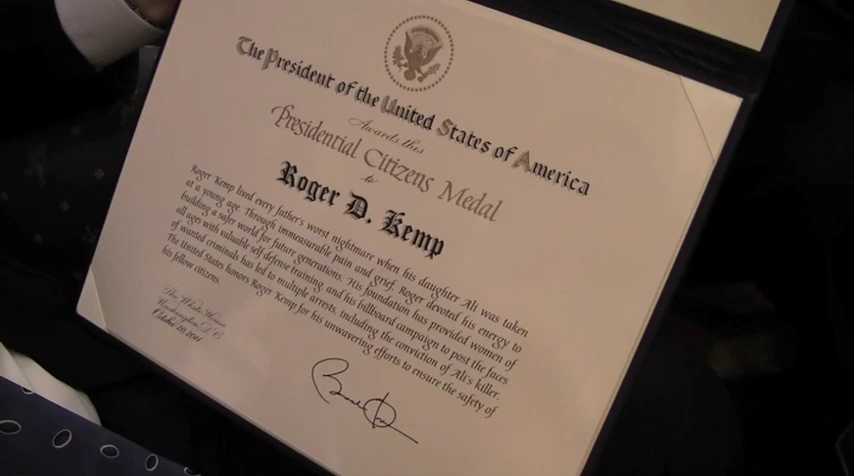 The President of the United States of America
Awards this
Presidential Citizens Medal
to
Roger D. Kemp
Roger Kemp lived every father's worst nightmare when his daughter Ali was taken
at a young age. Through immeasurable pain and grief, Roger devoted his energy to
building a safer world for future generations. His foundation has provided women of
all ages with valuable self defense training, and his billboard campaign to post the faces
of wanted criminals has led to multiple arrests, including the conviction of Ali's killer.
The United States honors Roger Kemp for his unwavering efforts to ensure the safety of
his fellow citizens.
The White House
Washington, D.C.
October 20, 2011